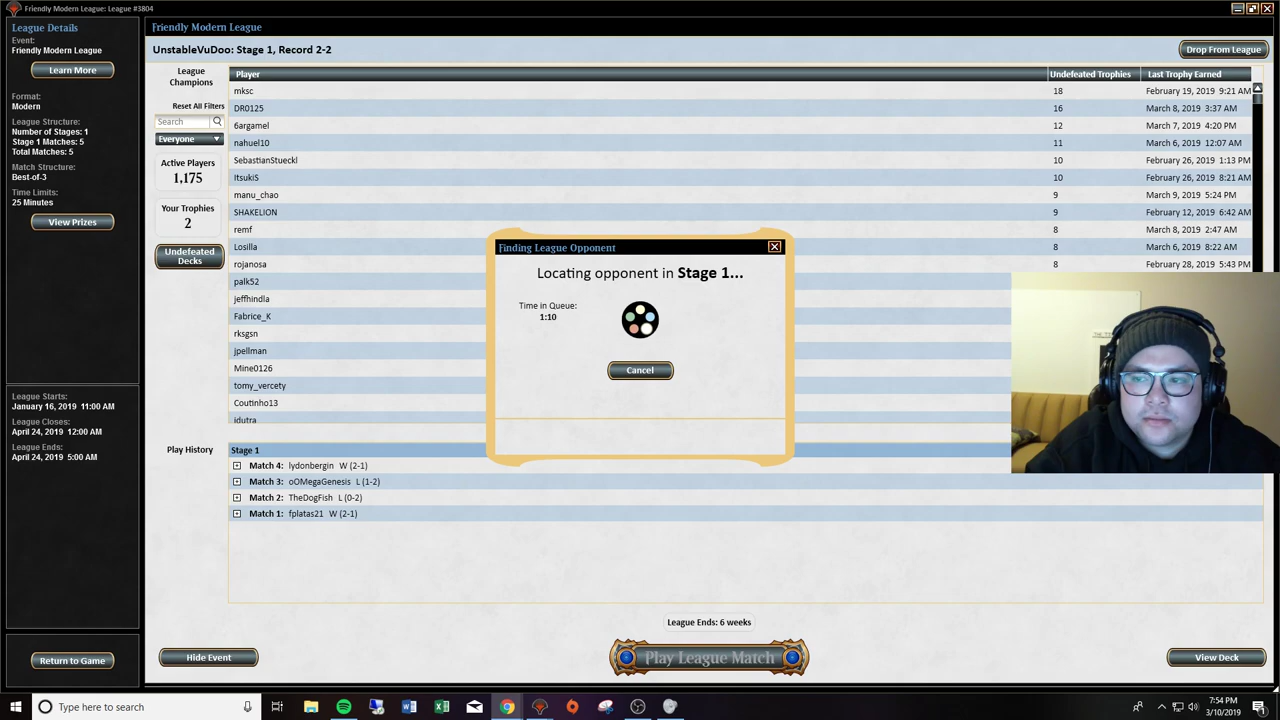 Friendly Modern League: League #3804
League Details
Event:
Friendly Modern League
Learn More
Format:
Modern
League Structure:
Number of Stages: 1
Stage 1 Matches: 5
Total Matches: 5
Match Structure:
Best-of-3
Time Limits:
25 Minutes
View Prizes
League Starts:
January 16, 2019 11:00 AM
League Closes:
April 24, 2019 12:00 AM
League Ends:
April 24, 2019 5:00 AM
Return to Game
Friendly Modern League
UnstableVuDoo: Stage 1, Record 2-2
Drop From League
League
Champions
Reset All Filters
Search
Everyone
Active Players
1,175
Your Trophies
2
Undefeated
Decks
Player Undefeated Trophies Last Trophy Earned
mksc 18 February 19, 2019 9:21 AM
DR0125 16 March 8, 2019 3:37 AM
6argamel 12 March 7, 2019 4:20 PM
nahuel10 11 March 6, 2019 12:07 AM
SebastianStueckl 10 February 26, 2019 1:13 PM
ItsukiS 10 February 26, 2019 8:21 AM
manu_chao 9 March 9, 2019 5:24 PM
SHAKELION 9 February 12, 2019 6:42 AM
remf 8 March 8, 2019 2:47 AM
Losilla 8 March 6, 2019 8:22 AM
rojanosa 8 February 28, 2019 5:43 PM
palk52
jeffhindla
Fabrice_K
rksgsn
jpellman
Mine0126
tomy_vercety
Coutinho13
idutra
Finding League Opponent
Locating opponent in Stage 1...
Time in Queue:
1:10
Cancel
Play History
Stage 1
Match 4: lydonbergin W (2-1)
Match 3: oOMegaGenesis L (1-2)
Match 2: TheDogFish L (0-2)
Match 1: fplatas21 W (2-1)
League Ends: 6 weeks
Hide Event
Play League Match
View Deck
Type here to search
7:54 PM
3/10/2019